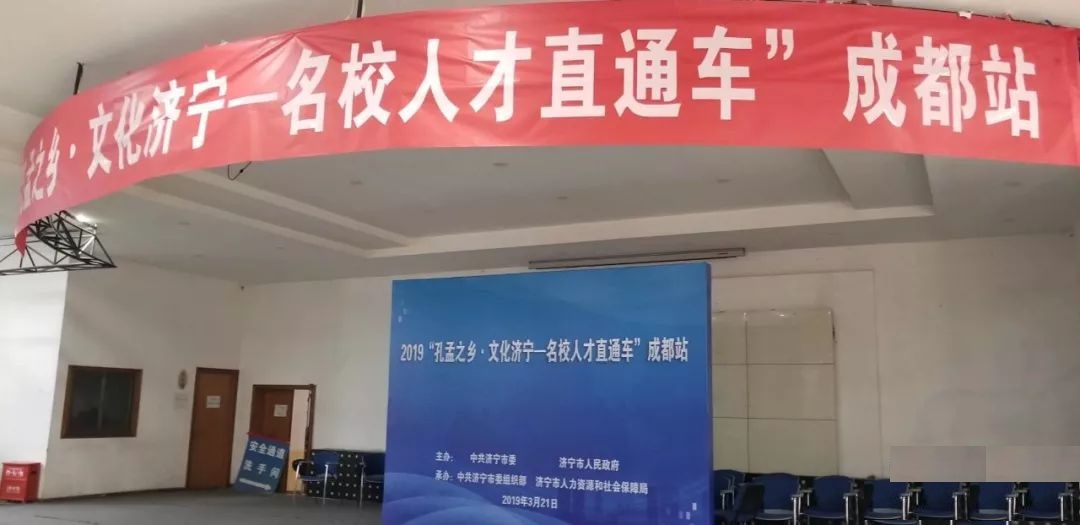 孟之乡·文化济宁—名校人才直通车”成都站
2019“孔孟之乡·文化济宁—名校人才直通车”成都站
主办：中共济宁市委 济宁市人民政府
承办：中共济宁市委组织部 济宁市人力资源和社会保障局
2019年3月21日
安全通道
洗手间